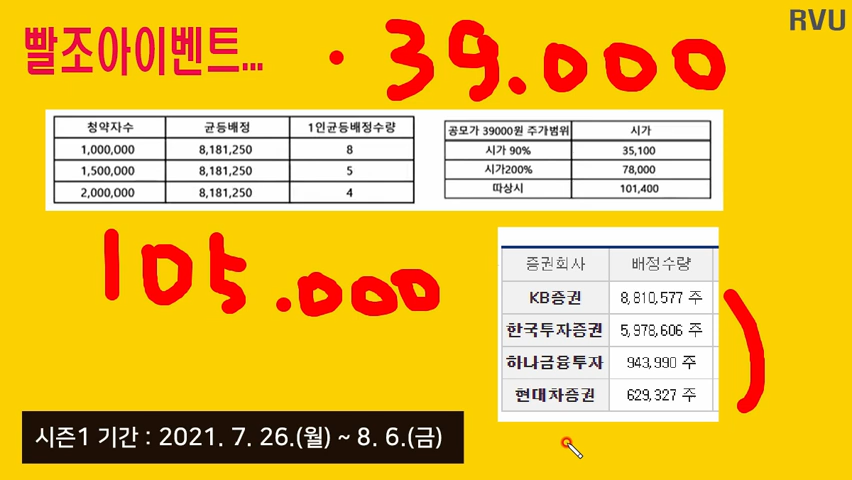 RVU
빨조아이벤트...
· 39.000
청약자수 균등배정 1인균등배정수량
1,000,000 8,181,250 8
1,500,000 8,181,250 5
2,000,000 8,181,250 4
공모가 39000원 주가범위 시가
시가 90% 35,100
시가200% 78,000
따상시 101,400
105.000
증권회사 배정수량
KB증권 8,810,577 주
한국투자증권 5,978,606 주
하나금융투자 943,990 주
현대차증권 629,327 주
시즌1 기간 : 2021. 7. 26.(월) ~ 8. 6.(금)